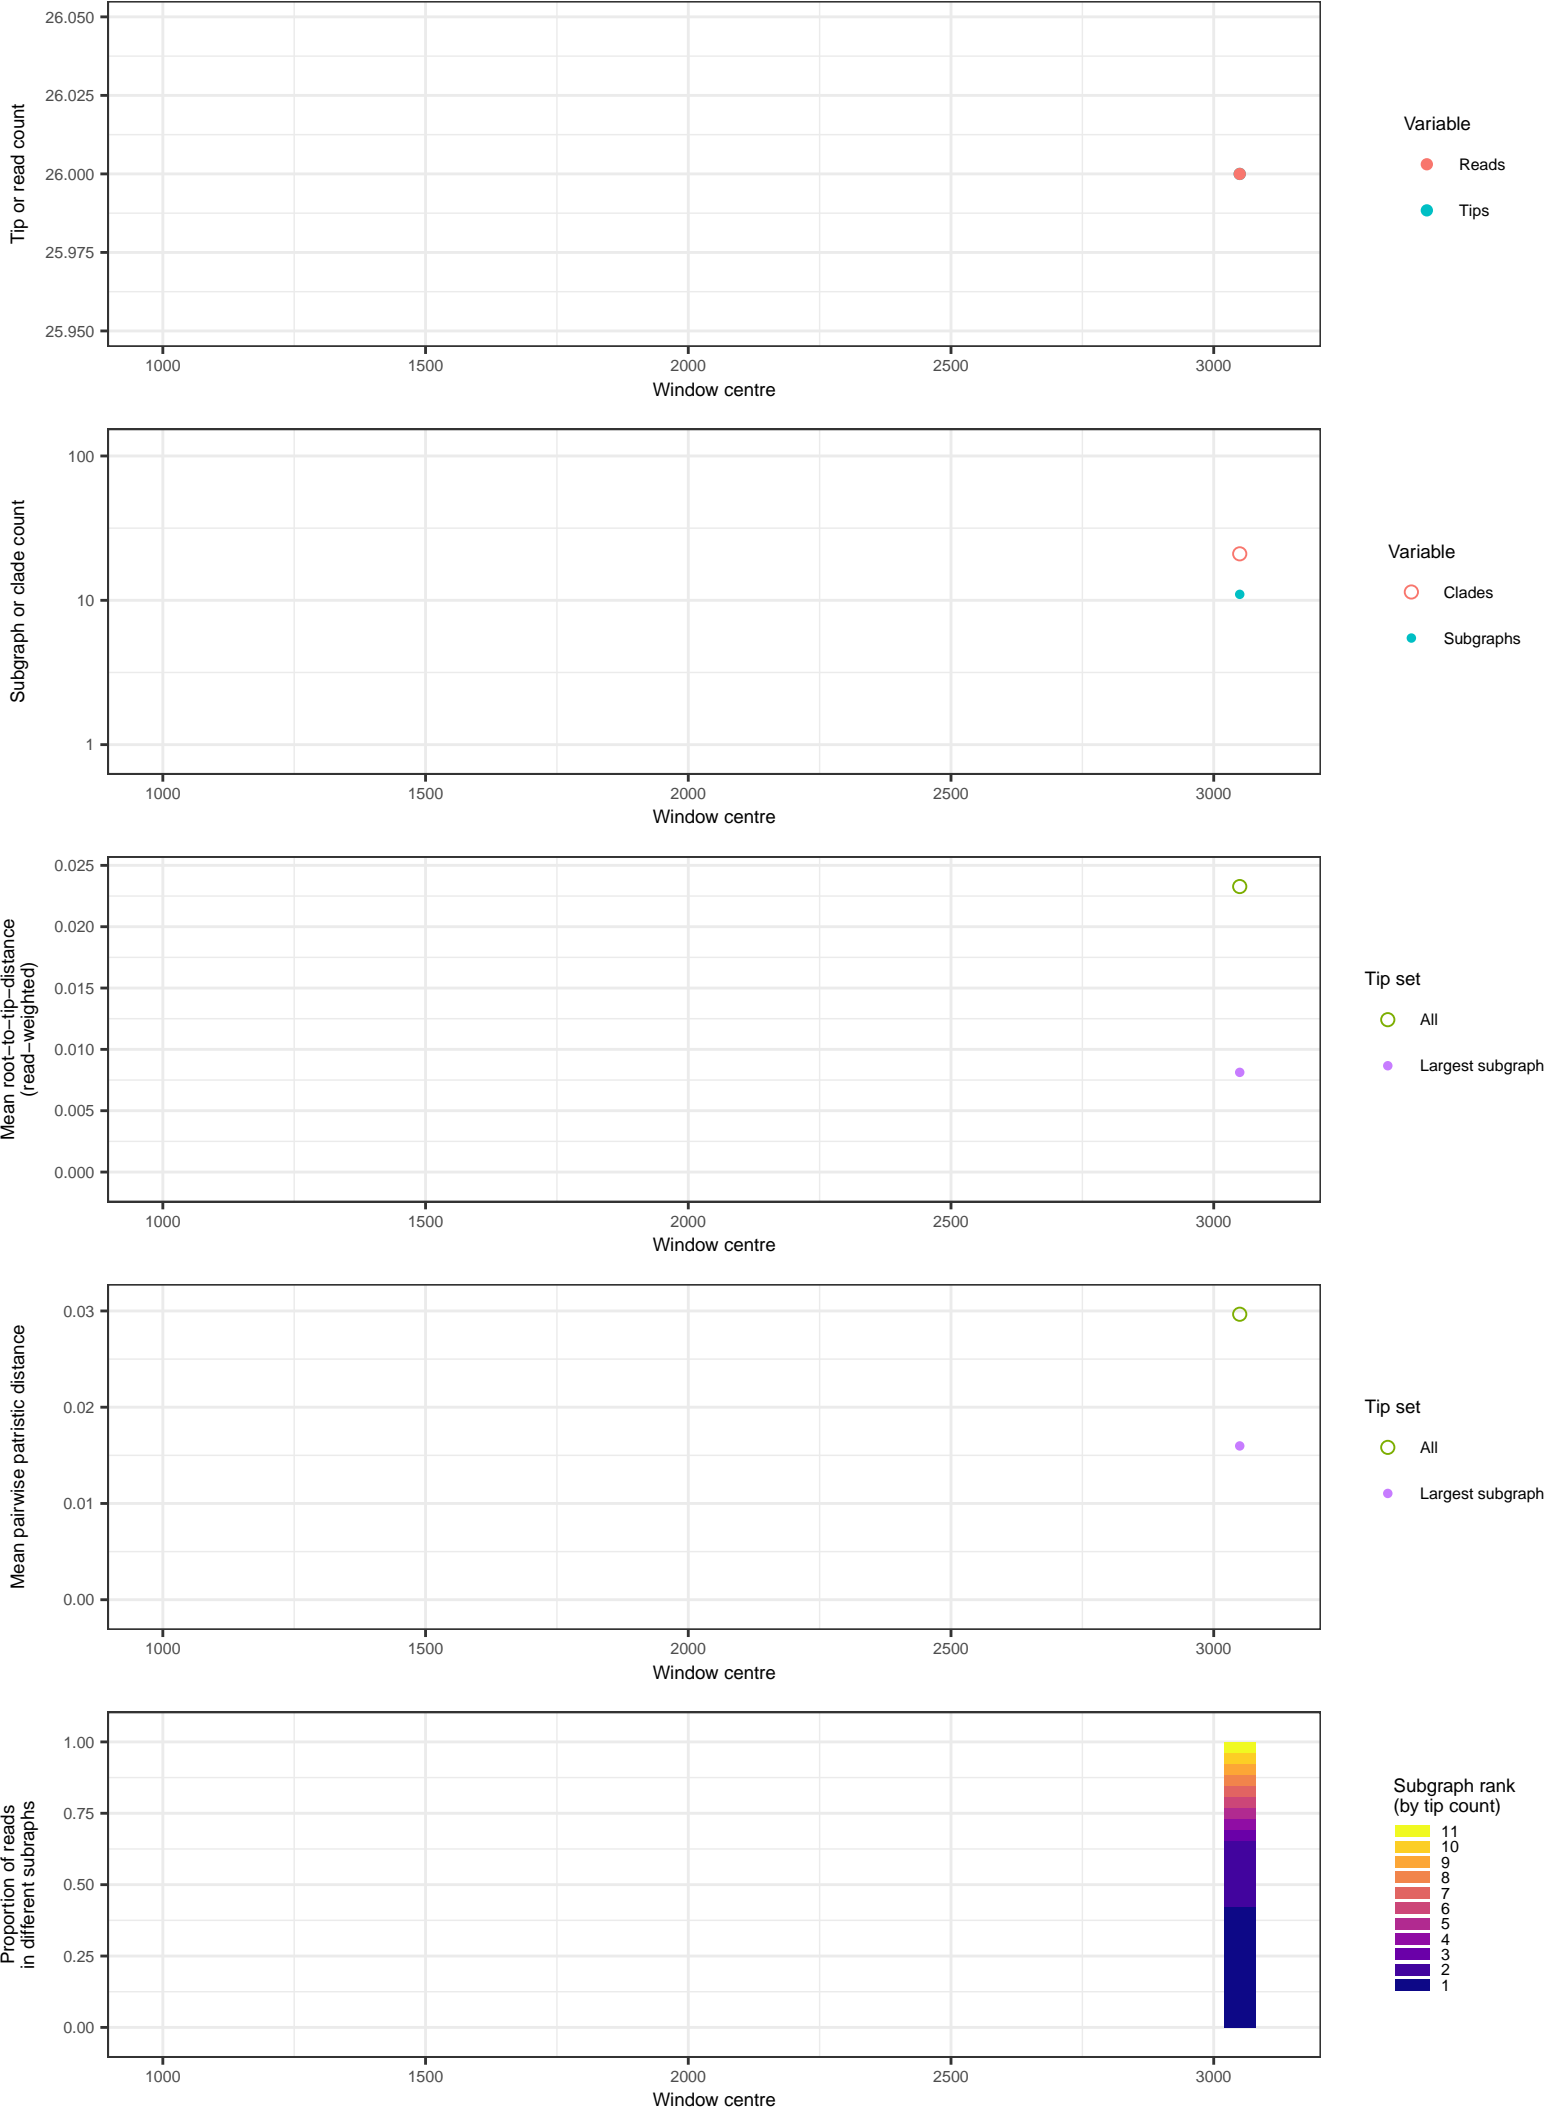 26.050
26.025
26.000
25.975
25.950
Tip or read count
1000 1500 2000 2500 3000
Window centre
Variable
Reads
Tips
100
10
1
Subgraph or clade count
1000 1500 2000 2500 3000
Window centre
Variable
Clades
Subgraphs
0.025
0.020
0.015
0.010
0.005
0.000
Mean root−to−tip−distance
(read−weighted)
1000 1500 2000 2500 3000
Window centre
Tip set
All
Largest subgraph
0.03
0.02
0.01
0.00
Mean pairwise patristic distance
1000 1500 2000 2500 3000
Window centre
Tip set
All
Largest subgraph
1.00
0.75
0.50
0.25
0.00
Proportion of reads
in different subraphs
1000 1500 2000 2500 3000
Window centre
Subgraph rank
(by tip count)
11
10
9
8
7
6
5
4
3
2
1